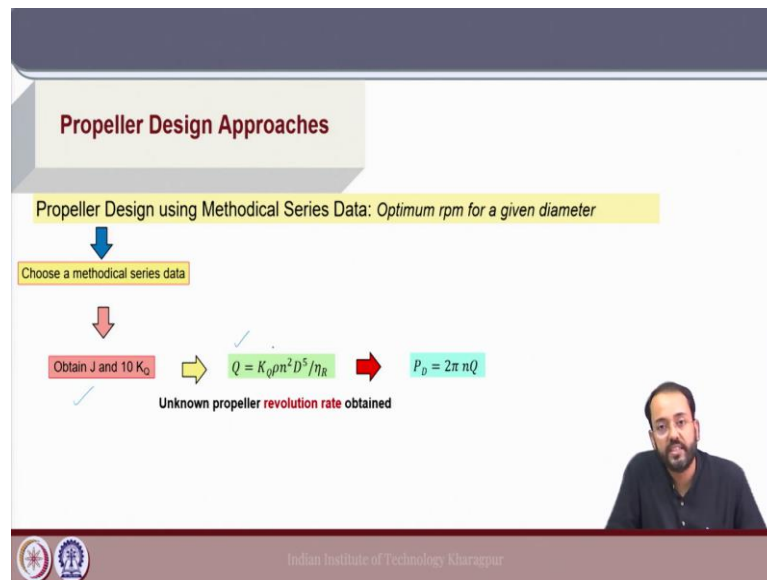 Propeller Design Approaches
Propeller Design using Methodical Series Data: Optimum rpm for a given diameter
Choose a methodical series data
Obtain J and 10 K_Q
Q = K_Qρn²D⁵/η_R
P_D = 2π nQ
Unknown propeller revolution rate obtained
Indian Institute of Technology Kharagpur